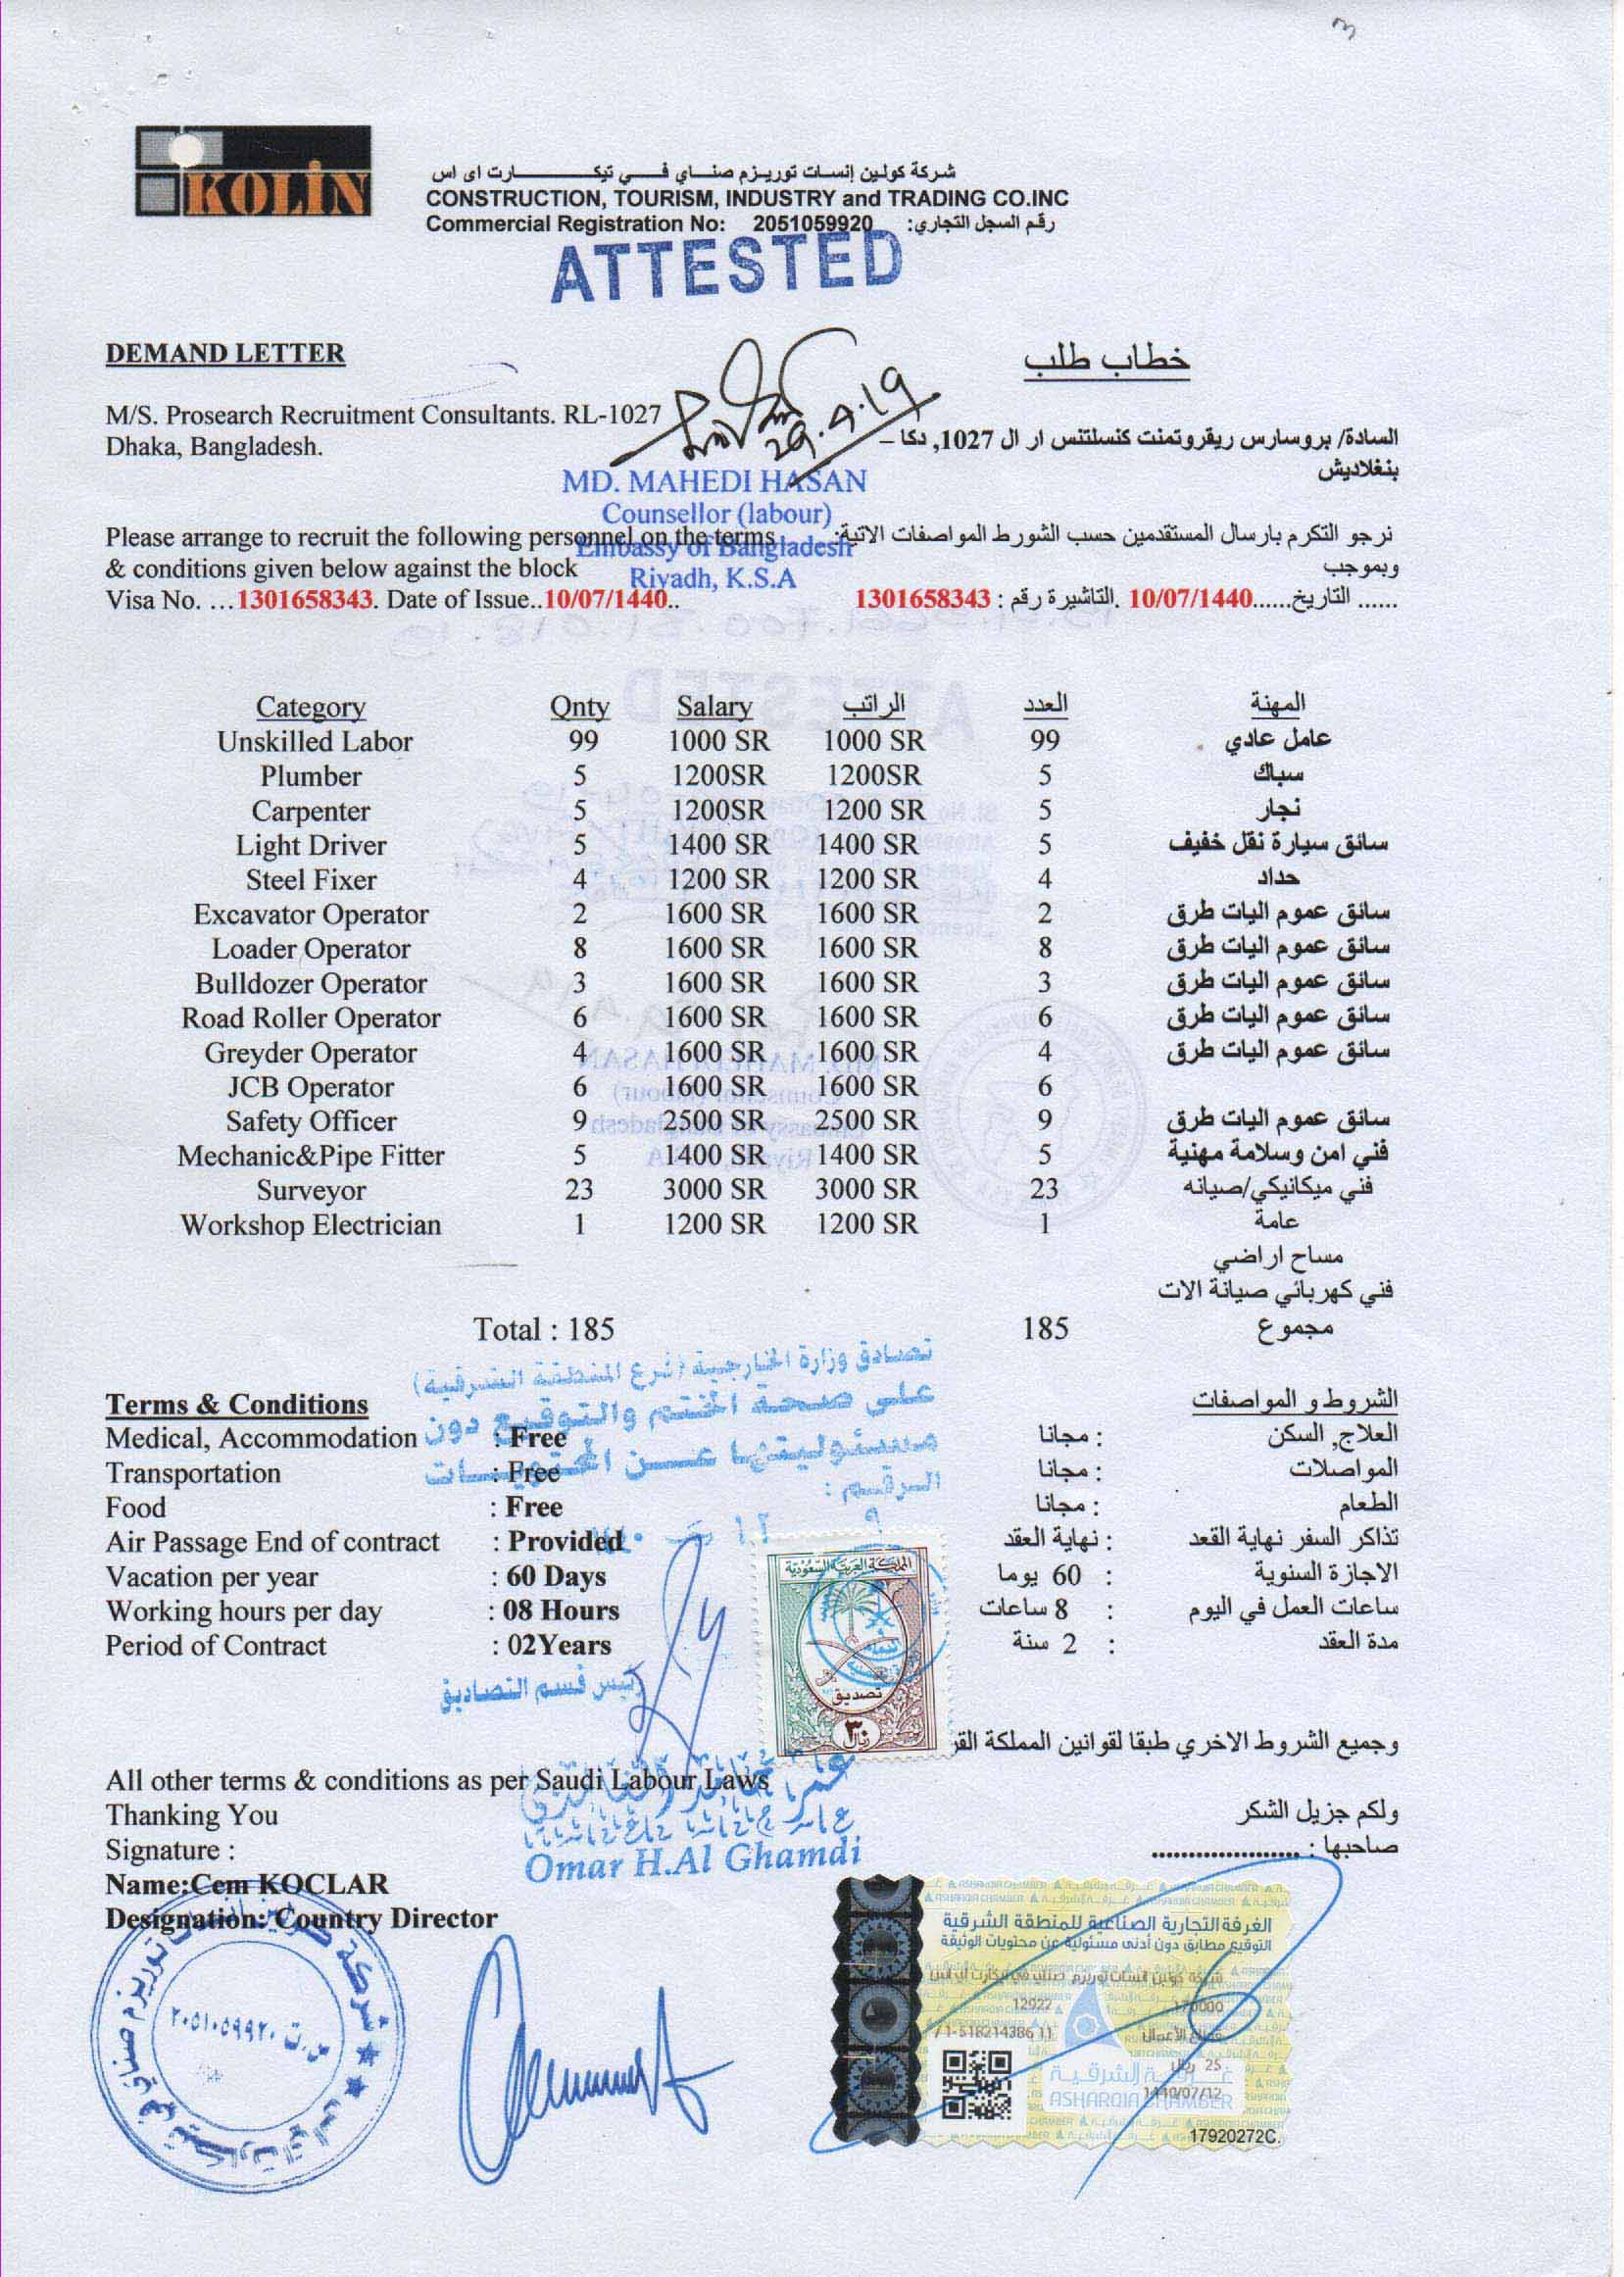 3
KOLİN
شركة كولين إنسات توريزم صناي في تيكارت اى اس
CONSTRUCTION, TOURISM, INDUSTRY and TRADING CO.INC
Commercial Registration No: 2051059920 رقم السجل التجاري:
ATTESTED
DEMAND LETTER
خطاب طلب
M/S. Prosearch Recruitment Consultants. RL-1027
Dhaka, Bangladesh.
29.4.19
السادة/ بروسارس ريقروتمنت كنسلتنس ار ال 1027, دكا –
بنغلاديش
MD. MAHEDI HASAN
Counsellor (labour)
Embassy of Bangladesh
Riyadh, K.S.A
Please arrange to recruit the following personnel on the terms
& conditions given below against the block
Visa No. …1301658343. Date of Issue..10/07/1440..
نرجو التكرم بارسال المستقدمين حسب الشورط المواصفات الاتية:
وبموجب
التاشيرة رقم : 1301658343. التاريخ......10/07/1440 ......
Category Qnty Salary الراتب العدد المهنة
Unskilled Labor 99 1000 SR 1000 SR 99 عامل عادي
Plumber 5 1200SR 1200SR 5 سباك
Carpenter 5 1200SR 1200 SR 5 نجار
Light Driver 5 1400 SR 1400 SR 5 سائق سيارة نقل خفيف
Steel Fixer 4 1200 SR 1200 SR 4 حداد
Excavator Operator 2 1600 SR 1600 SR 2 سائق عموم اليات طرق
Loader Operator 8 1600 SR 1600 SR 8 سائق عموم اليات طرق
Bulldozer Operator 3 1600 SR 1600 SR 3 سائق عموم اليات طرق
Road Roller Operator 6 1600 SR 1600 SR 6 سائق عموم اليات طرق
Greyder Operator 4 1600 SR 1600 SR 4 سائق عموم اليات طرق
JCB Operator 6 1600 SR 1600 SR 6
Safety Officer 9 2500 SR 2500 SR 9 سائق عموم اليات طرق
Mechanic&Pipe Fitter 5 1400 SR 1400 SR 5 فني امن وسلامة مهنية
Surveyor 23 3000 SR 3000 SR 23 فني ميكانيكي/صيانه
Workshop Electrician 1 1200 SR 1200 SR 1 عامة
مساح اراضي
فني كهربائي صيانة الات
Total : 185 185 مجموع
تصادق وزارة الخارجية (فرع المنطقة الشرقية)
على صحة الختم والتوقيع دون
مسئوليتها عن المحتويات
الرقم :
Terms & Conditions الشروط و المواصفات
Medical, Accommodation : Free العلاج, السكن : مجانا
Transportation : Free المواصلات : مجانا
Food : Free الطعام : مجانا
Air Passage End of contract : Provided تذاكر السفر نهاية القعد : نهاية العقد
Vacation per year : 60 Days الاجازة السنوية : 60 يوما
Working hours per day : 08 Hours ساعات العمل في اليوم : 8 ساعات
Period of Contract : 02Years مدة العقد : 2 سنة
رئيس قسم التصاديق
المملكة العربية السعودية
تصديق
٣٠
ريال
وجميع الشروط الاخري طبقا لقوانين المملكة
All other terms & conditions as per Saudi Labour Laws
Thanking You
ولكم جزيل الشكر
Signature :
صاحبها : ....................
Omar H.Al Ghamdi
Name:Cem KOCLAR
Designation: Country Director
شركة كولين انسات توريزم صناي في تيكارت اي اس
س.ت ٢٠٥١٠٥٩٩٢٠
الغرفة التجارية الصناعية للمنطقة الشرقية
التوقيع مطابق دون أدنى مسئولية عن محتويات الوثيقة
شركة كولين انسات توريزم صناي في تيكارت اي اس
12922 170000
قطاع الأعمال
25 ريال
غرفة الشرقية
1440/07/12
ASHARQIA CHAMBER
17920272C.